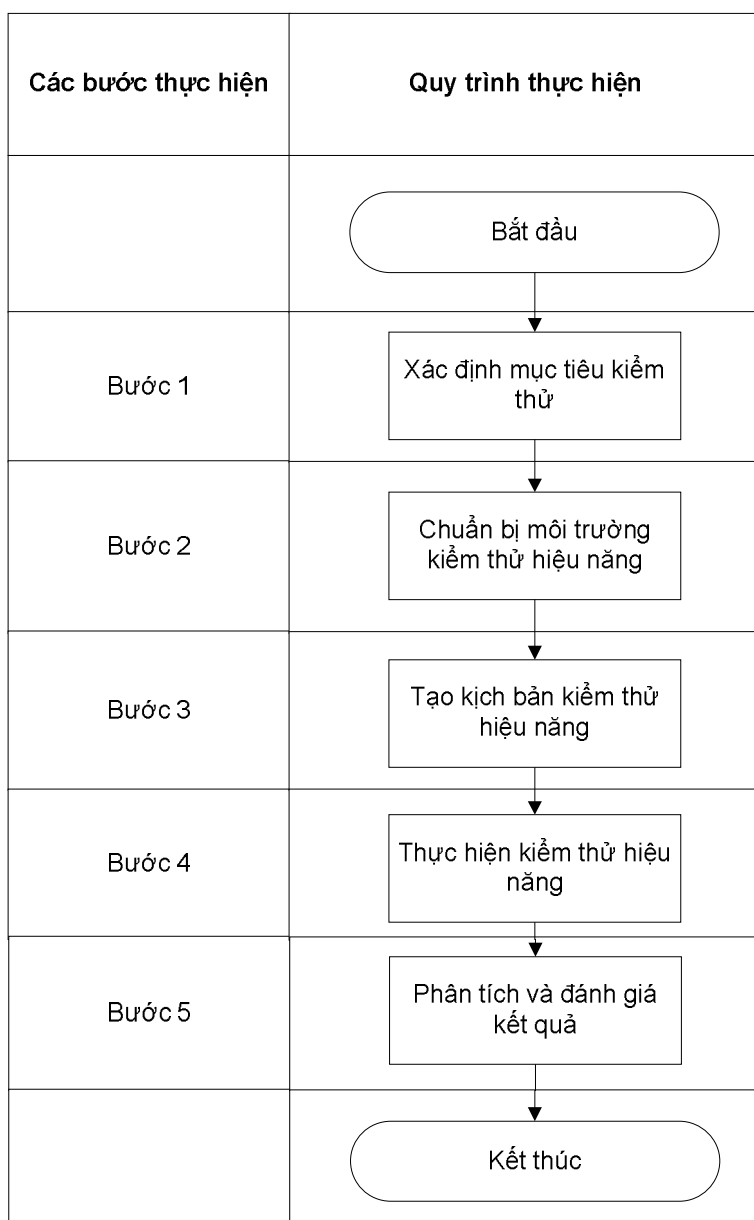 Các bước thực hiện
Quy trình thực hiện
Bắt đầu
Bước 1
Xác định mục tiêu kiểm
thử
Bước 2
Chuẩn bị môi trường
kiểm thử hiệu năng
Bước 3
Tạo kịch bản kiểm thử
hiệu năng
Bước 4
Thực hiện kiểm thử hiệu
năng
Bước 5
Phân tích và đánh giá
kết quả
Kết thúc